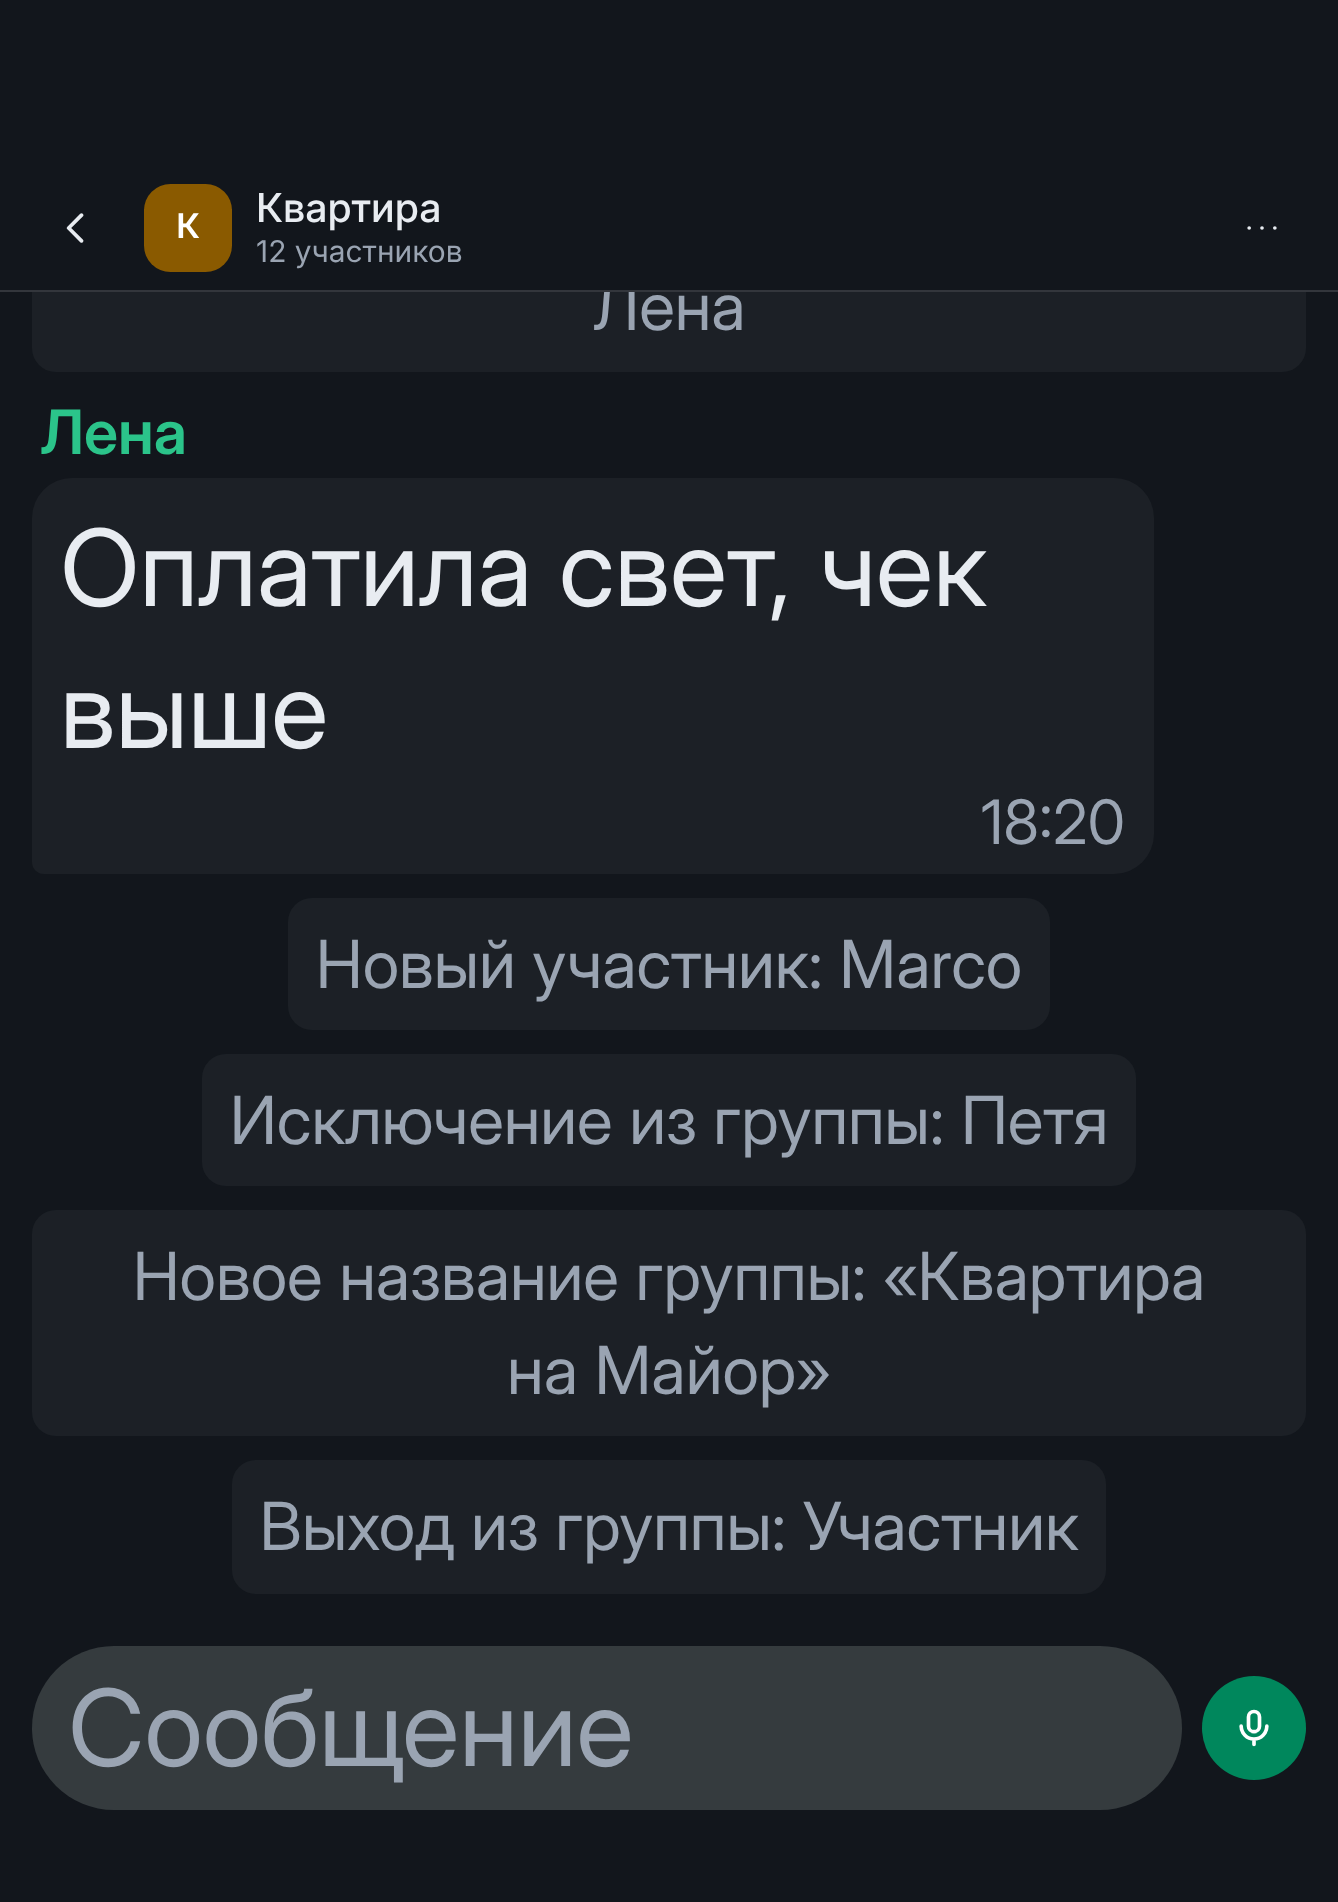 К
Квартира
12 участников
Лена
Лена
Оплатила свет, чек
выше
18:20
Новый участник: Marco
Исключение из группы: Петя
Новое название группы: «Квартира
на Майор»
Выход из группы: Участник
Сообщение